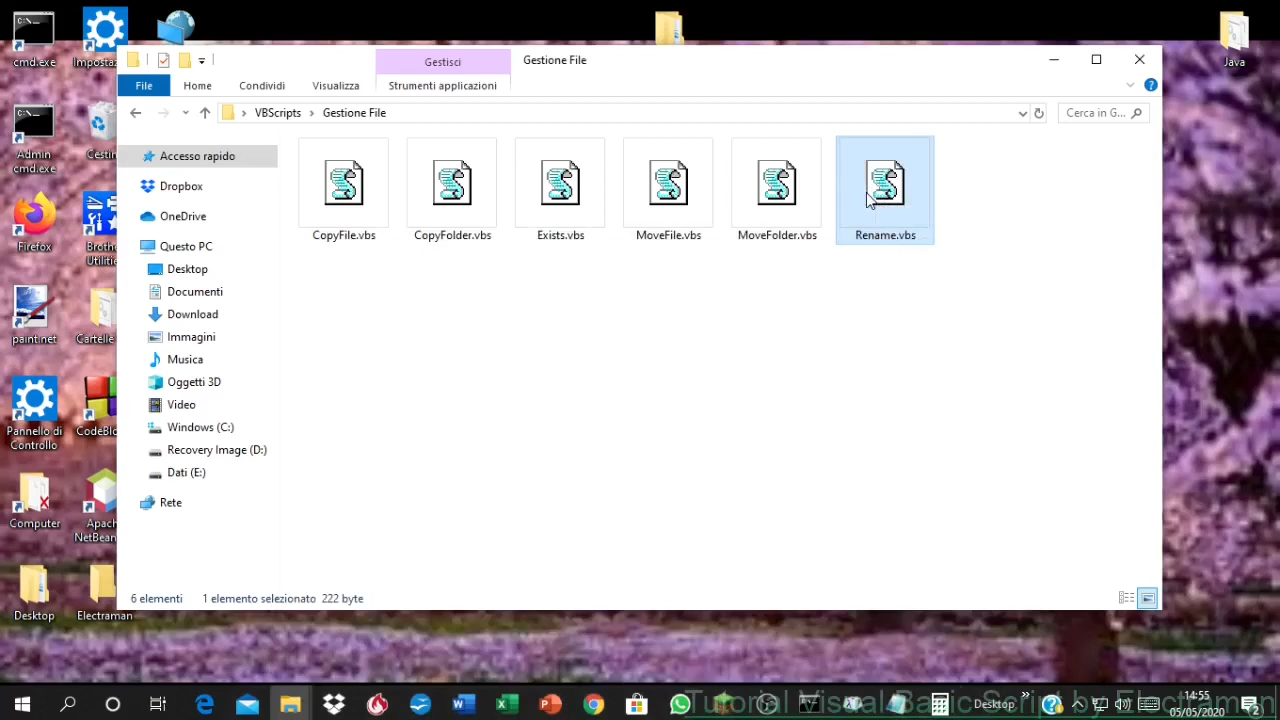 cmd.exe
Impostaz
Java
Gestisci
Gestione File
File
Home
Condividi
Visualizza
Strumenti applicazioni
VBScripts
Gestione File
Cerca in G...
Accesso rapido
Dropbox
OneDrive
Questo PC
Desktop
Documenti
Download
Immagini
Musica
Oggetti 3D
Video
Windows (C:)
Recovery Image (D:)
Dati (E:)
Rete
CopyFile.vbs
CopyFolder.vbs
Exists.vbs
MoveFile.vbs
MoveFolder.vbs
Rename.vbs
6 elementi
1 elemento selezionato 222 byte
Admin
cmd.exe
Cestin
Firefox
Brothe
Utilitie
paint.net
Cartelle
Pannello di
Controllo
CodeBlo
Computer
Apach
NetBean
Desktop
Electraman
Tutorial Visual Basic Script by Electraman
Desktop
14:55
05/05/2020